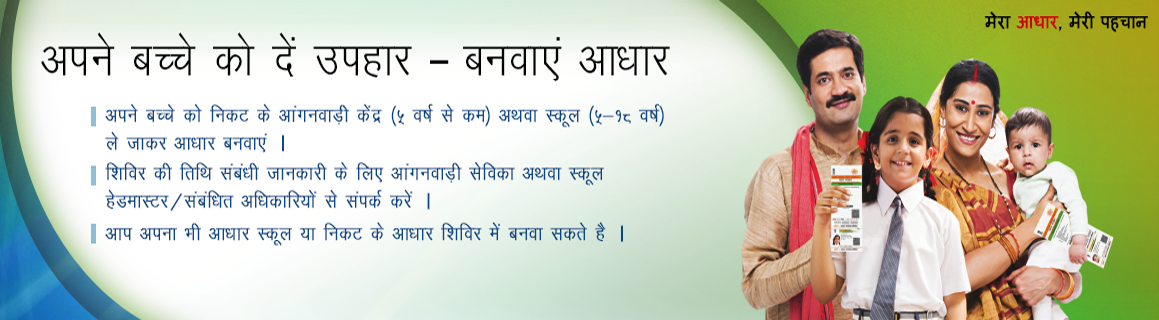 मेरा आधार, मेरी पहचान
अपने बच्चे को दें उपहार – बनवाएं आधार
अपने बच्चे को निकट के आंगनवाड़ी केंद्र (५ वर्ष से कम) अथवा स्कूल (५–१८ वर्ष)
ले जाकर आधार बनवाएं ।
शिविर की तिथि संबंधी जानकारी के लिए आंगनवाड़ी सेविका अथवा स्कूल
हेडमास्टर/संबंधित अधिकारियों से संपर्क करें ।
आप अपना भी आधार स्कूल या निकट के आधार शिविर में बनवा सकते है ।